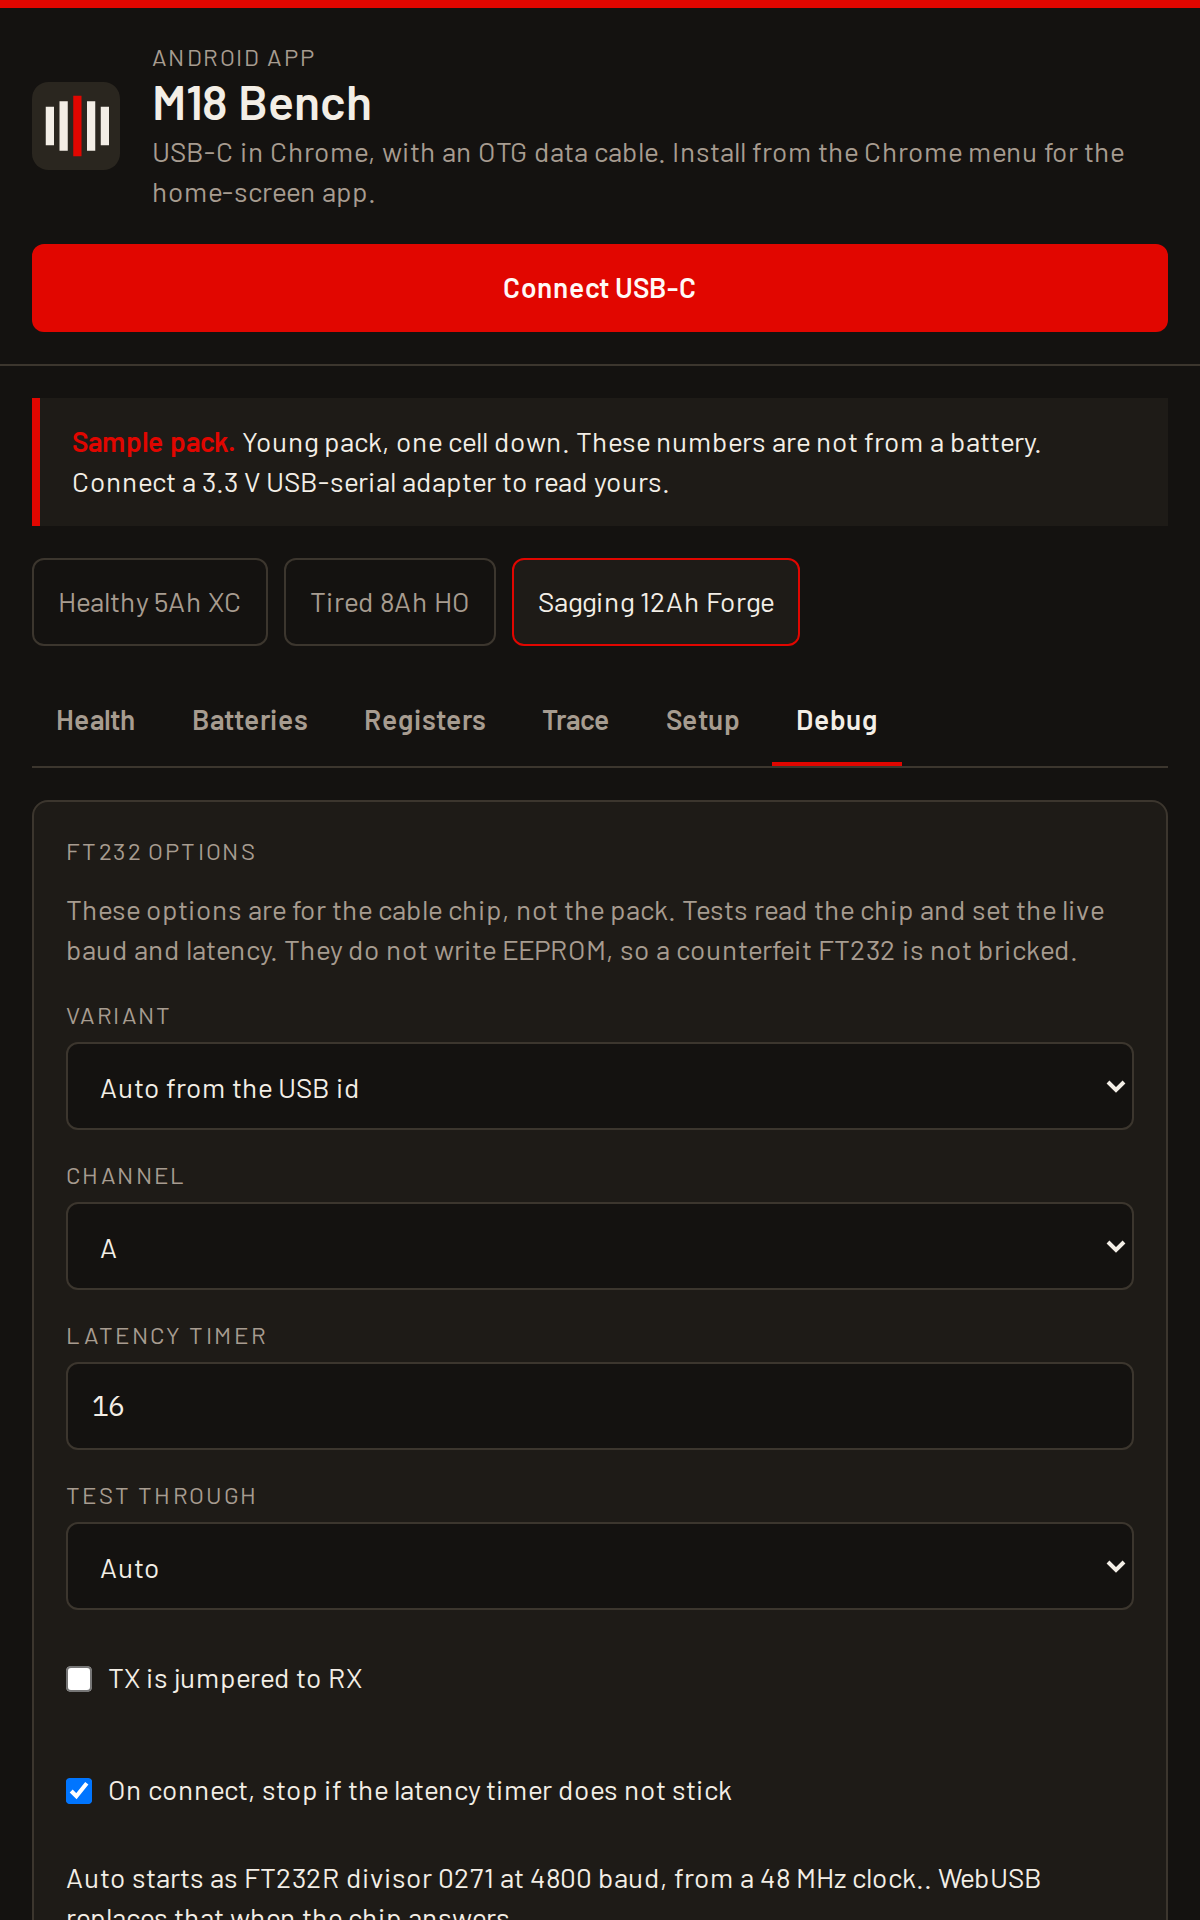 ANDROID APP
M18 Bench
USB-C in Chrome, with an OTG data cable. Install from the Chrome menu for the
home-screen app.
Connect USB-C
Sample pack. Young pack, one cell down. These numbers are not from a battery.
Connect a 3.3 V USB-serial adapter to read yours.
Healthy 5Ah XC
Tired 8Ah HO
Sagging 12Ah Forge
Health
Batteries
Registers
Trace
Setup
Debug
FT232 OPTIONS
These options are for the cable chip, not the pack. Tests read the chip and set the live
baud and latency. They do not write EEPROM, so a counterfeit FT232 is not bricked.
VARIANT
Auto from the USB id
CHANNEL
A
LATENCY TIMER
16
TEST THROUGH
Auto
TX is jumpered to RX
On connect, stop if the latency timer does not stick
Auto starts as FT232R divisor 0271 at 4800 baud, from a 48 MHz clock.. WebUSB
replaces that when the chip answers.